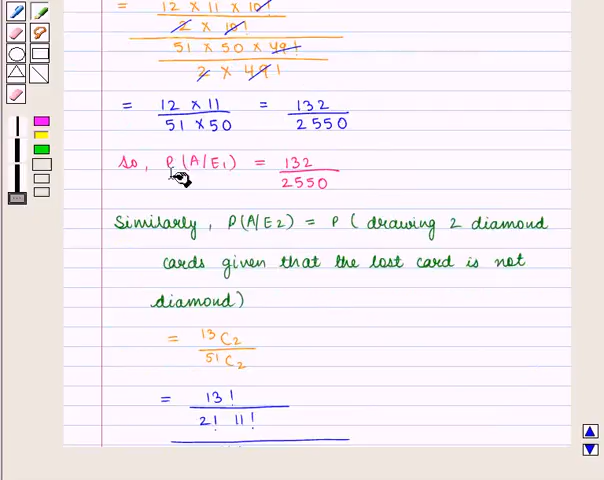 = 12 × 11 × 10!
2 × 10!
51 × 50 × 49!
2 × 49!
= 12 × 11 / 51 × 50 = 132 / 2550
So, P(A/E1) = 132 / 2550
Similarly, P(A/E2) = P ( drawing 2 diamond
cards given that the lost card is not
diamond)
= 13C2 / 51C2
= 13! / 2! 11!